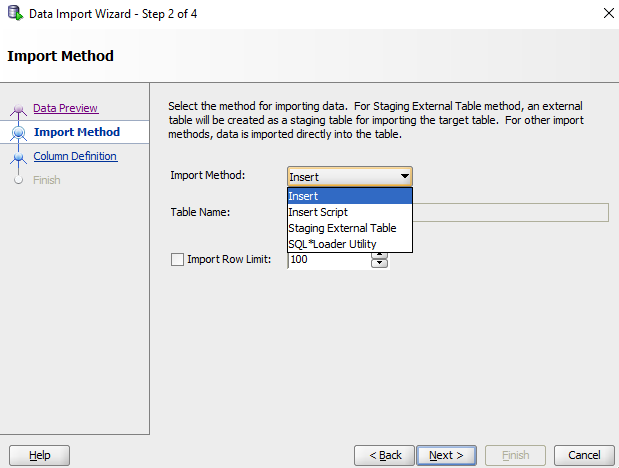 Data Import Wizard - Step 2 of 4
Import Method
Data Preview
Import Method
Column Definition
Finish
Select the method for importing data.  For Staging External Table method, an external
table will be created as a staging table for importing the target table.  For other import
methods, data is imported directly into the table.
Import Method:
Insert
Insert
Insert Script
Staging External Table
SQL*Loader Utility
Table Name:
Import Row Limit:
100
Help
< Back
Next >
Finish
Cancel